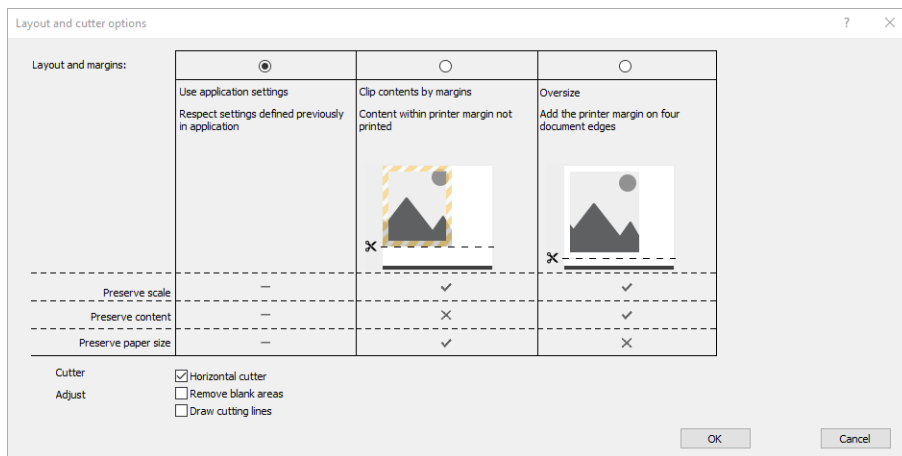 Layout and cutter options
Layout and margins:
Use application settings
Respect settings defined previously
in application
Clip contents by margins
Content within printer margin not
printed
Oversize
Add the printer margin on four
document edges
Preserve scale
Preserve content
Preserve paper size
Cutter
Horizontal cutter
Adjust
Remove blank areas
Draw cutting lines
OK
Cancel